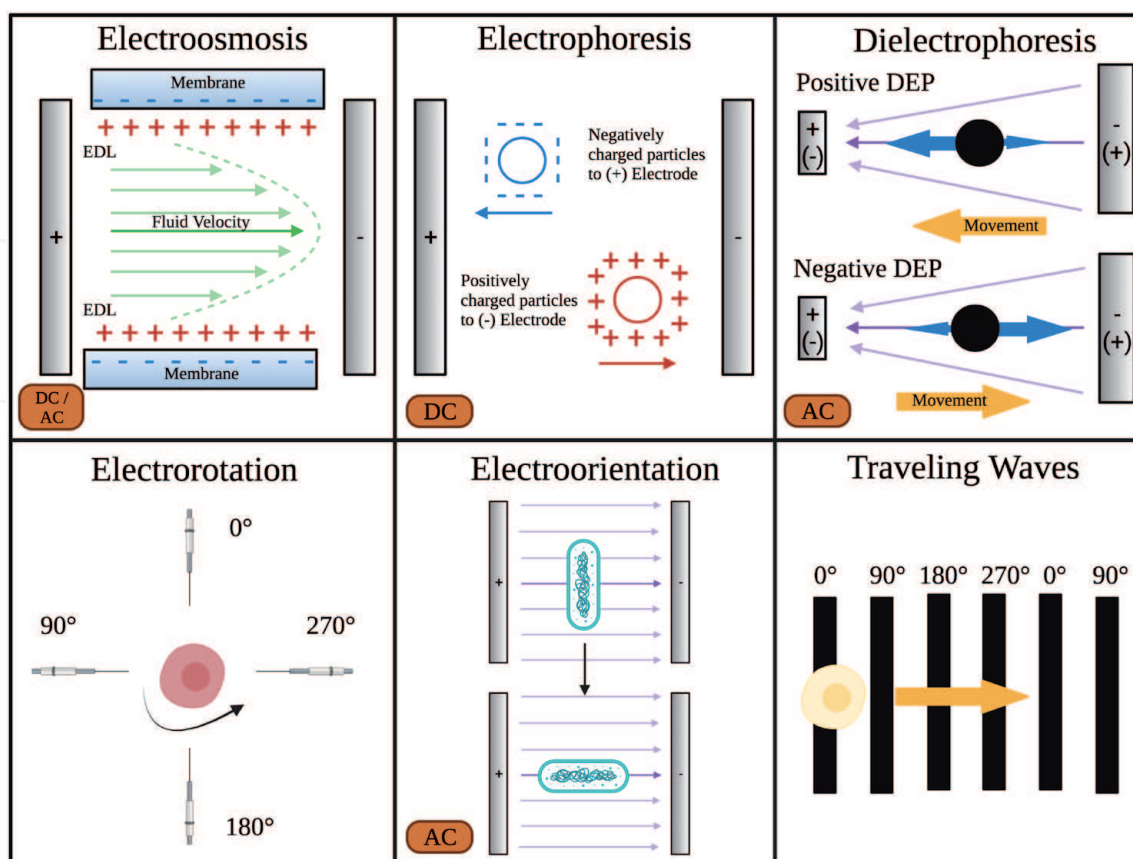 Electroosmosis
Membrane
- - - - - - - - - -
+ + + + + + + + +
EDL
Fluid Velocity
+
-
EDL
+ + + + + + + + +
- - - - - - - - - -
Membrane
DC /
AC
Electrophoresis
Negatively
charged particles
to (+) Electrode
+
-
Positively
charged particles
to (-) Electrode
DC
Dielectrophoresis
Positive DEP
+
(-)
-
(+)
Movement
Negative DEP
+
(-)
-
(+)
Movement
AC
Electrorotation
0°
90°
270°
180°
Electroorientation
+
-
+
-
AC
Traveling Waves
0° 90° 180° 270° 0° 90°